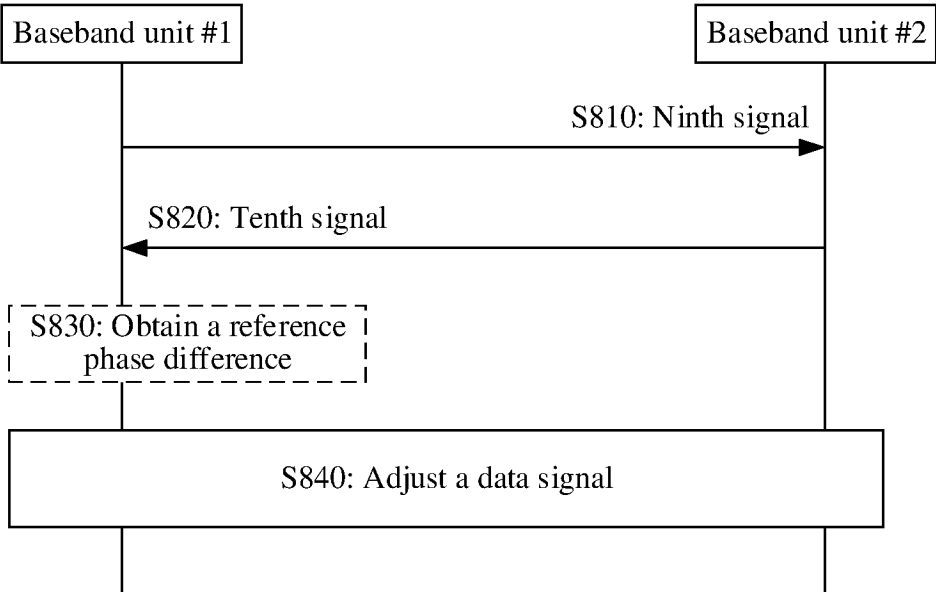 Baseband unit #1
Baseband unit #2
S810: Ninth signal
S820: Tenth signal
S830: Obtain a reference
phase difference
S840: Adjust a data signal